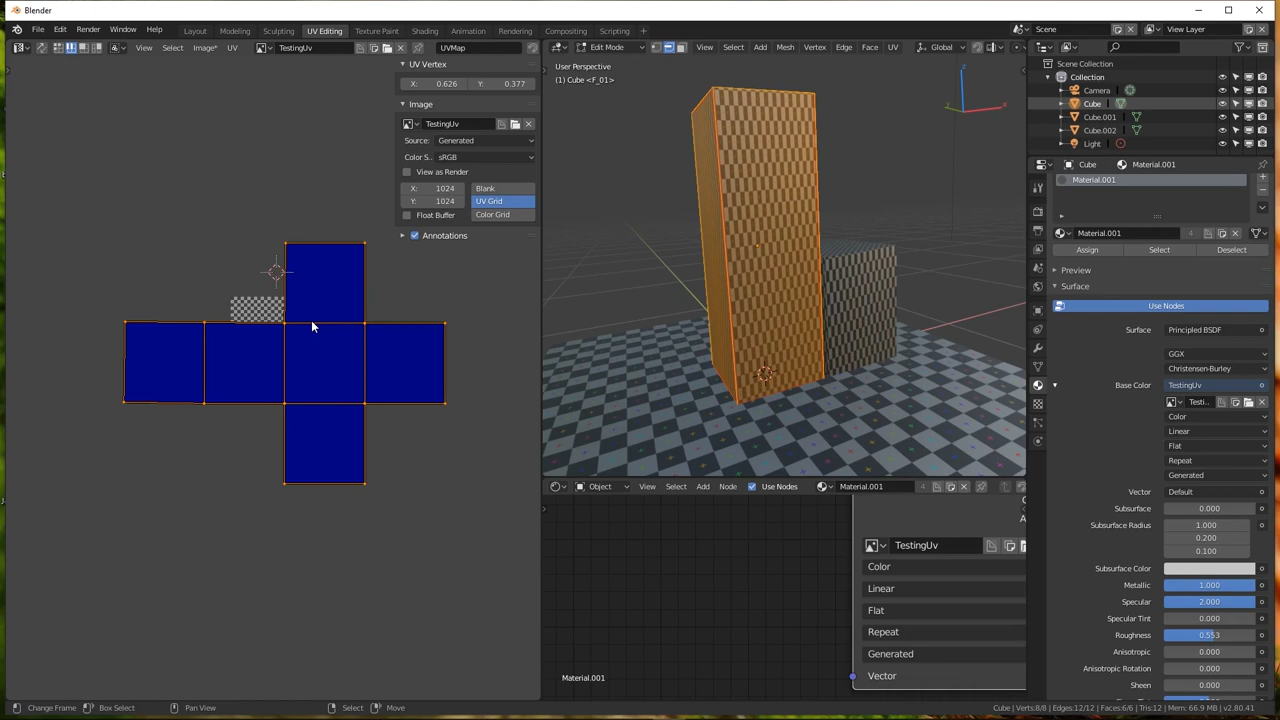 Blender
File Edit Render Window Help Layout Modeling Sculpting UV Editing Texture Paint Shading Animation Rendering Compositing Scripting + Scene View Layer
View Select Image* UV TestingUv UVMap Edit Mode View Select Add Mesh Vertex Edge Face UV Global
UV Vertex
X: 0.626 Y: 0.377
Image
TestingUv
Source: Generated
Color S.. sRGB
View as Render
X: 1024 Blank
Y: 1024 UV Grid
Float Buffer Color Grid
Annotations
User Perspective
(1) Cube <F_01>
z
y
x
Scene Collection
Collection
Camera
Cube
Cube.001
Cube.002
Light
Cube Material.001
Material.001
Material.001 4
Assign Select Deselect
Preview
Surface
Use Nodes
Surface Principled BSDF
GGX
Christensen-Burley
Base Color TestingUv
Testi..
Color
Linear
Flat
Repeat
Generated
Vector Default
Subsurface 0.000
Subsurface Radius 1.000
0.200
0.100
Subsurface Color
Metallic 1.000
Specular 2.000
Specular Tint 0.000
Roughness 0.553
Anisotropic 0.000
Anisotropic Rotation 0.000
Sheen 0.000
Object View Select Add Node Use Nodes Material.001 4
TestingUv
Color
Linear
Flat
Repeat
Generated
Vector
Material.001
Change Frame Box Select Pan View Select Move Cube | Verts:8/8 | Edges:12/12 | Faces:6/6 | Tris:12 | Mem: 66.9 MB | v2.80.41